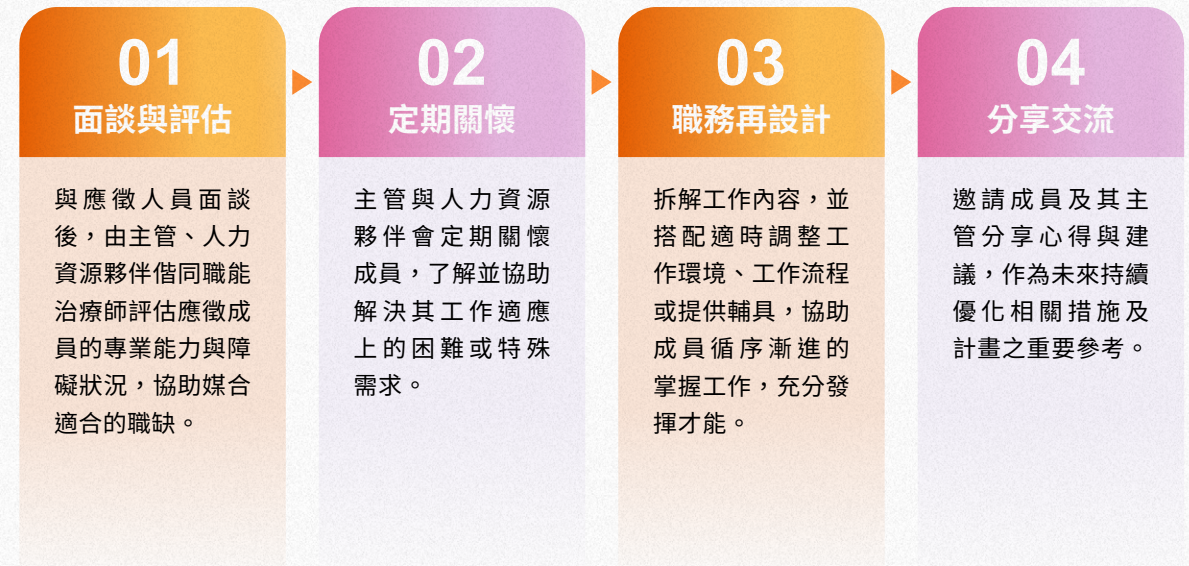 01
面談與評估
與應徵人員面談
後，由主管、人力
資源夥伴偕同職能
治療師評估應徵成
員的專業能力與障
礙狀況，協助媒合
適合的職缺。
02
定期關懷
主管與人力資源
夥伴會定期關懷
成員，了解並協助
解決其工作適應
上的困難或特殊
需求。
03
職務再設計
拆解工作內容，並
搭配適時調整工
作環境、工作流程
或提供輔具，協助
成員循序漸進的
掌握工作，充分發
揮才能。
04
分享交流
邀請成員及其主
管分享心得與建
議，作為未來持續
優化相關措施及
計畫之重要參考。